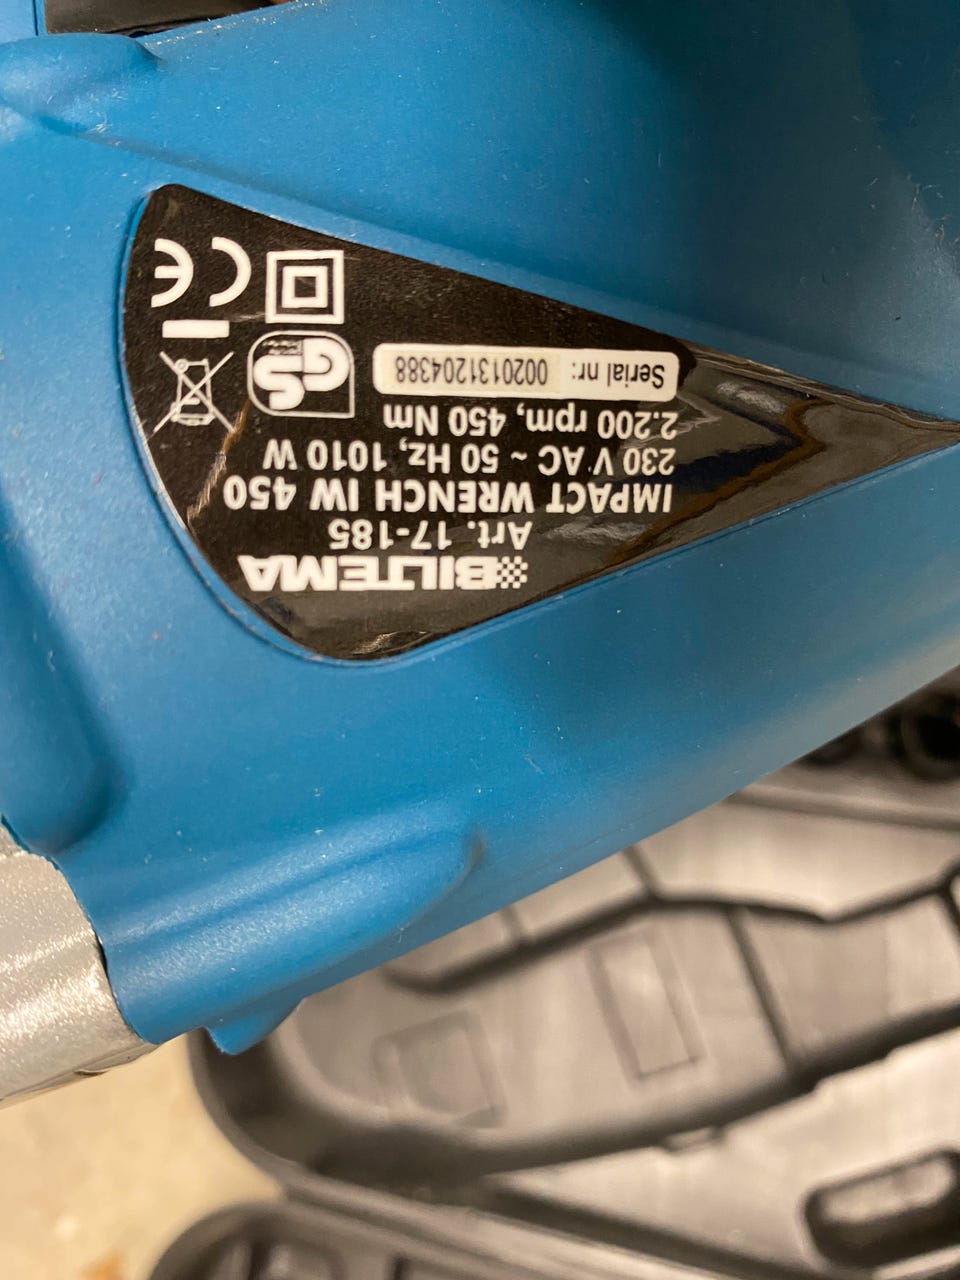 BILTEMA
Art. 17-185
IMPACT WRENCH IW 450
230 V AC ~ 50 Hz, 1010 W
2.200 rpm, 450 Nm
Serial nr: 0020131204388
GS
CE